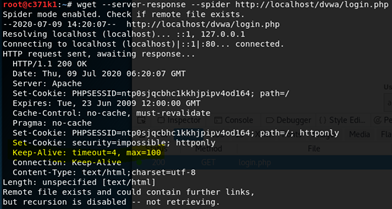 root@c371k1:~# wget --server-response --spider http://localhost/dvwa/login.php
Spider mode enabled. Check if remote file exists.
--2020-07-09 14:20:07--  http://localhost/dvwa/login.php
Resolving localhost (localhost)... ::1, 127.0.0.1
Connecting to localhost (localhost)|::1|:80... connected.
HTTP request sent, awaiting response...
HTTP/1.1 200 OK
Date: Thu, 09 Jul 2020 06:20:07 GMT
Server: Apache
Set-Cookie: PHPSESSID=ntp0sjqcbhc1kkhjpipv4od164; path=/
Expires: Tue, 23 Jun 2009 12:00:00 GMT
Cache-Control: no-cache, must-revalidate
Pragma: no-cache
Set-Cookie: PHPSESSID=ntp0sjqcbhc1kkhjpipv4od164; path=/; httponly
Set-Cookie: security=impossible; httponly
Keep-Alive: timeout=4, max=100
Connection: Keep-Alive
Content-Type: text/html;charset=utf-8
Length: unspecified [text/html]
Remote file exists and could contain further links,
but recursion is disabled -- not retrieving.